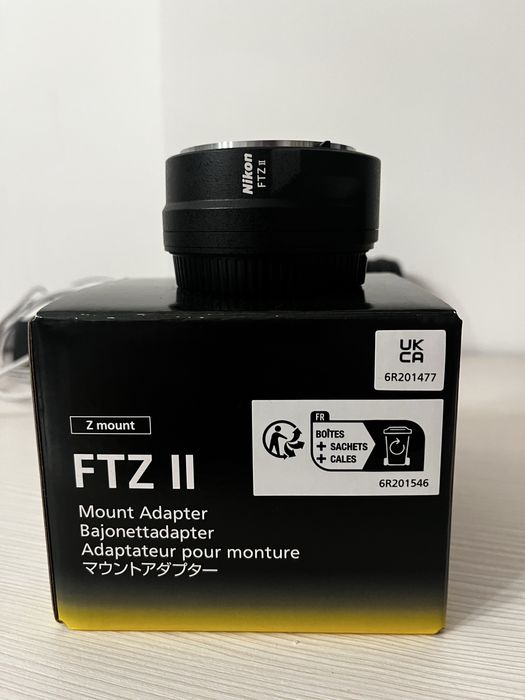 Nikon
FTZ II
UK
CA
6R201477
Z mount
FTZ II
Mount Adapter
Bajonettadapter
Adaptateur pour monture
マウントアダプター
FR
BOÎTES
+ SACHETS
+ CALES
6R201546